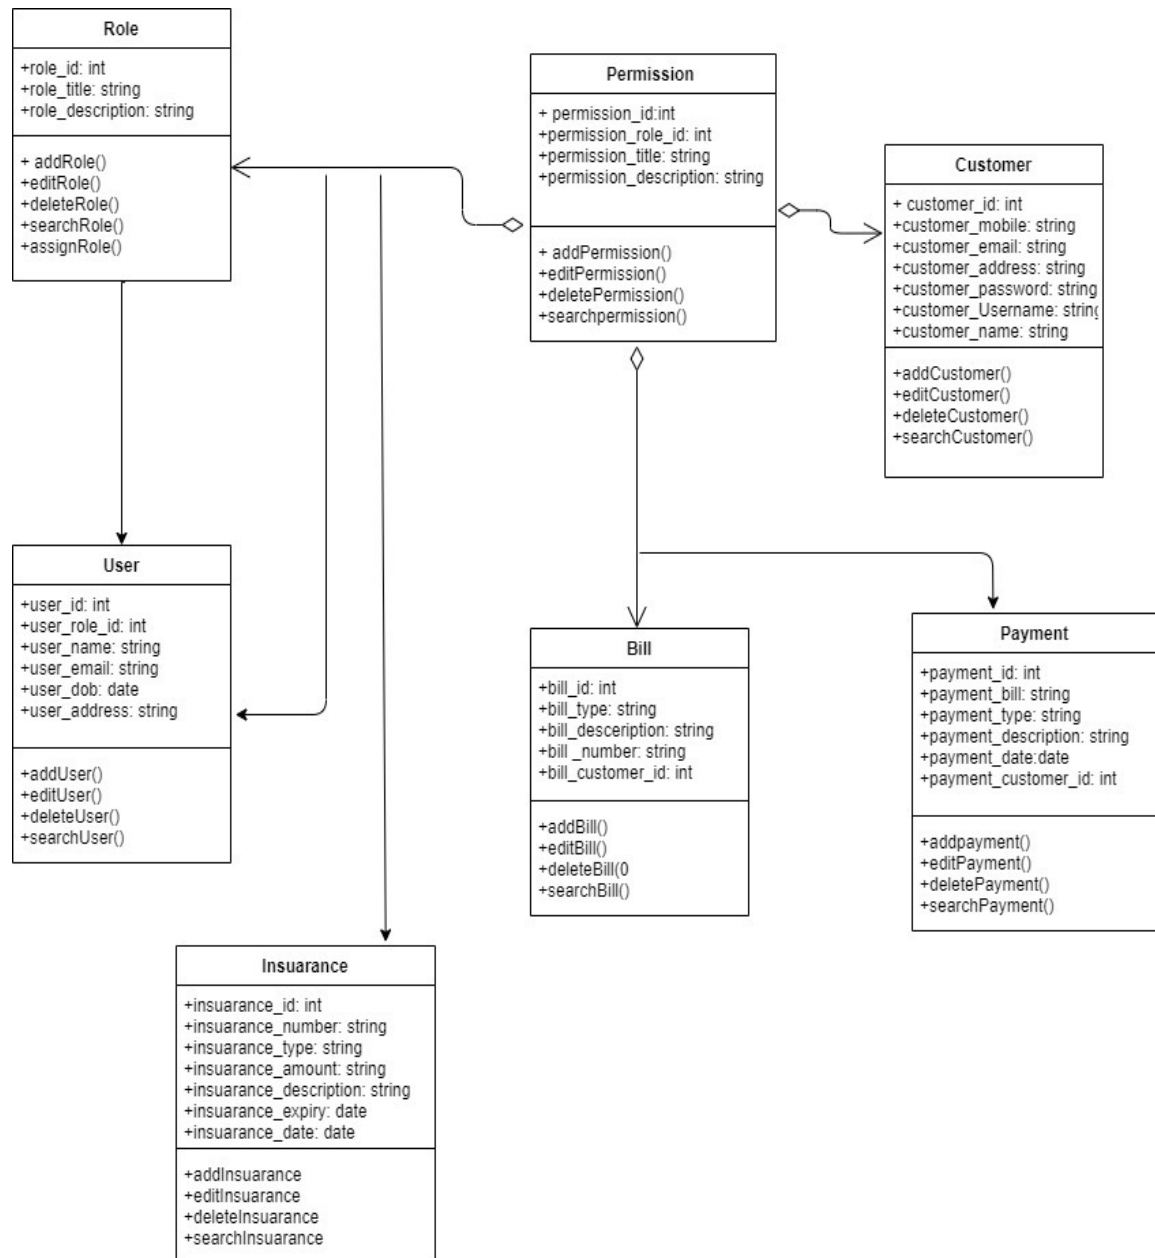 Role
+role_id: int
+role_title: string
+role_description: string
+ addRole()
+editRole()
+deleteRole()
+searchRole()
+assignRole()
Permission
+ permission_id:int
+permission_role_id: int
+permission_title: string
+permission_description: string
+ addPermission()
+editPermission()
+deletePermission()
+searchpermission()
Customer
+ customer_id: int
+customer_mobile: string
+customer_email: string
+customer_address: string
+customer_password: string
+customer_Username: string
+customer_name: string
+addCustomer()
+editCustomer()
+deleteCustomer()
+searchCustomer()
User
+user_id: int
+user_role_id: int
+user_name: string
+user_email: string
+user_dob: date
+user_address: string
+addUser()
+editUser()
+deleteUser()
+searchUser()
Bill
+bill_id: int
+bill_type: string
+bill_desceription: string
+bill _number: string
+bill_customer_id: int
+addBill()
+editBill()
+deleteBill(0
+searchBill()
Payment
+payment_id: int
+payment_bill: string
+payment_type: string
+payment_description: string
+payment_date:date
+payment_customer_id: int
+addpayment()
+editPayment()
+deletePayment()
+searchPayment()
Insuarance
+insuarance_id: int
+insuarance_number: string
+insuarance_type: string
+insuarance_amount: string
+insuarance_description: string
+insuarance_expiry: date
+insuarance_date: date
+addInsuarance
+editInsuarance
+deleteInsuarance
+searchInsuarance